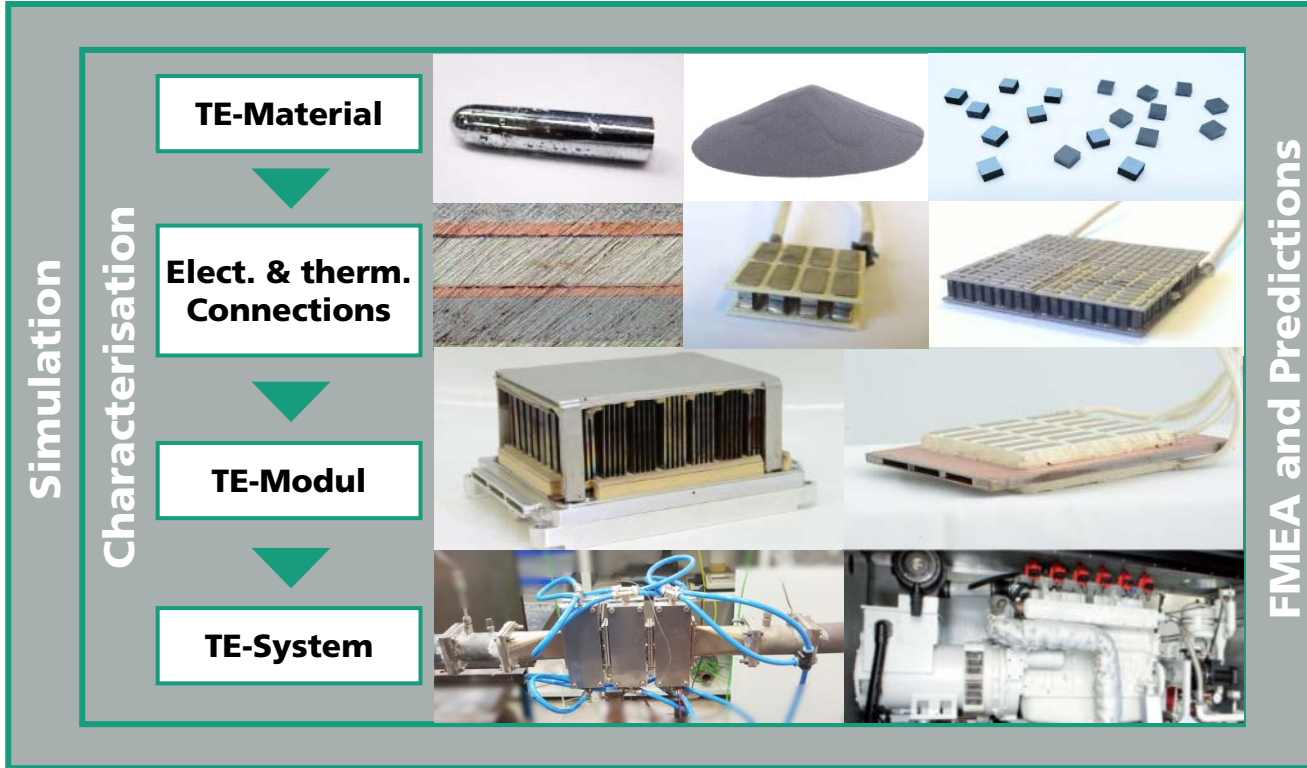 Simulation
Characterisation
TE-Material
Elect. & therm.
Connections
TE-Modul
TE-System
FMEA and Predictions